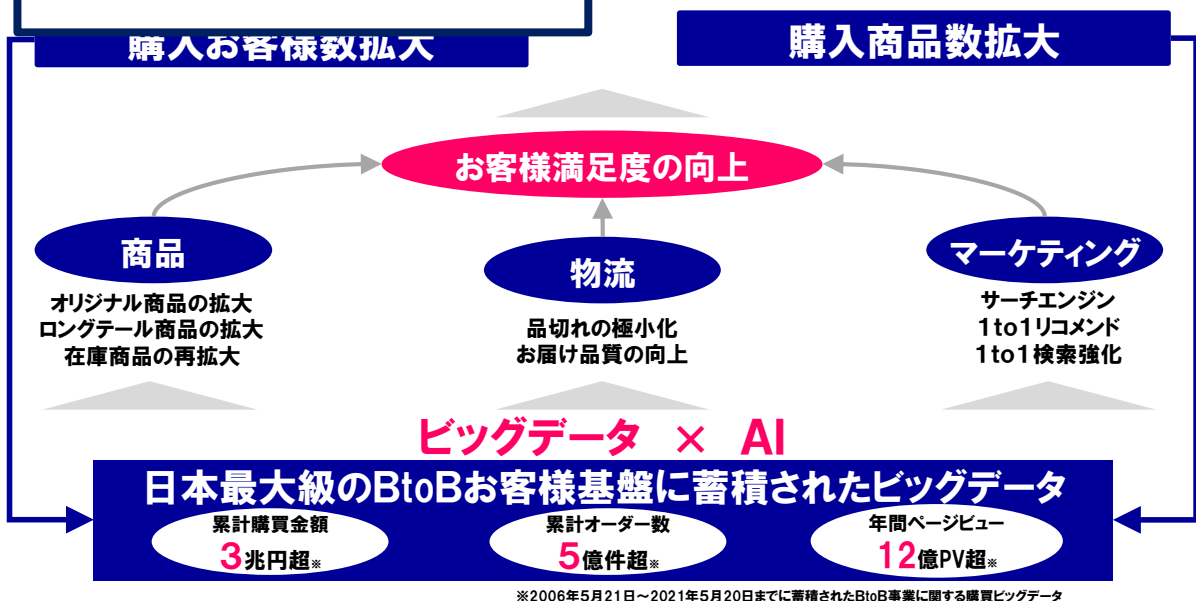 購入お客様数拡大
購入商品数拡大
お客様満足度の向上
商品
オリジナル商品の拡大
ロングテール商品の拡大
在庫商品の再拡大
物流
品切れの極小化
お届け品質の向上
マーケティング
サーチエンジン
1to1リコメンド
1to1検索強化
ビッグデータ × AI
日本最大級のBtoBお客様基盤に蓄積されたビッグデータ
累計購買金額
3兆円超※
累計オーダー数
5億件超※
年間ページビュー
12億PV超※
※2006年5月21日～2021年5月20日までに蓄積されたBtoB事業に関する購買ビッグデータ